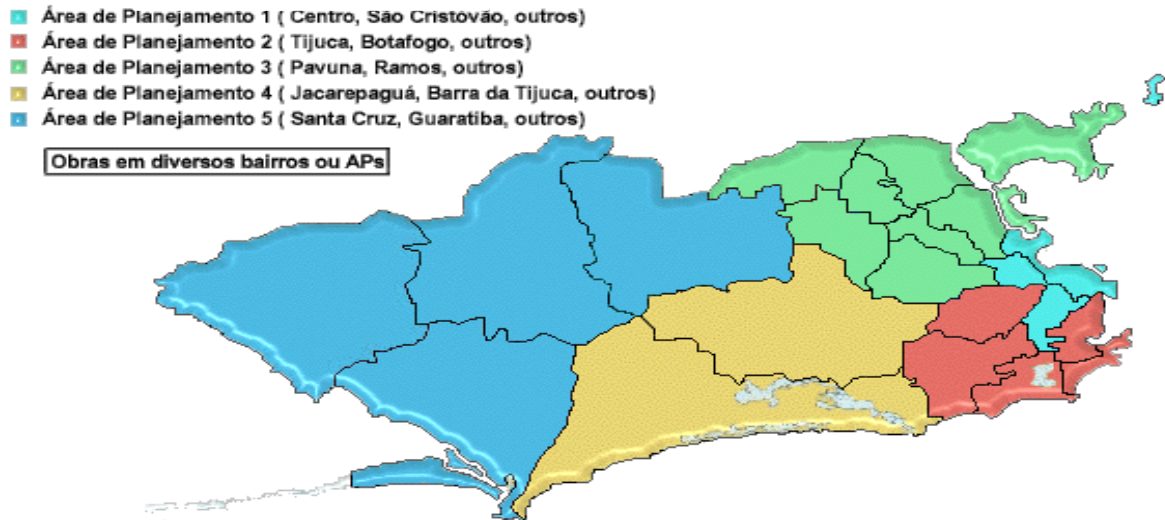 Área de Planejamento 1 ( Centro, São Cristóvão, outros)
Área de Planejamento 2 ( Tijuca, Botafogo, outros)
Área de Planejamento 3 ( Pavuna, Ramos, outros)
Área de Planejamento 4 ( Jacarepaguá, Barra da Tijuca, outros)
Área de Planejamento 5 ( Santa Cruz, Guaratiba, outros)
Obras em diversos bairros ou APs